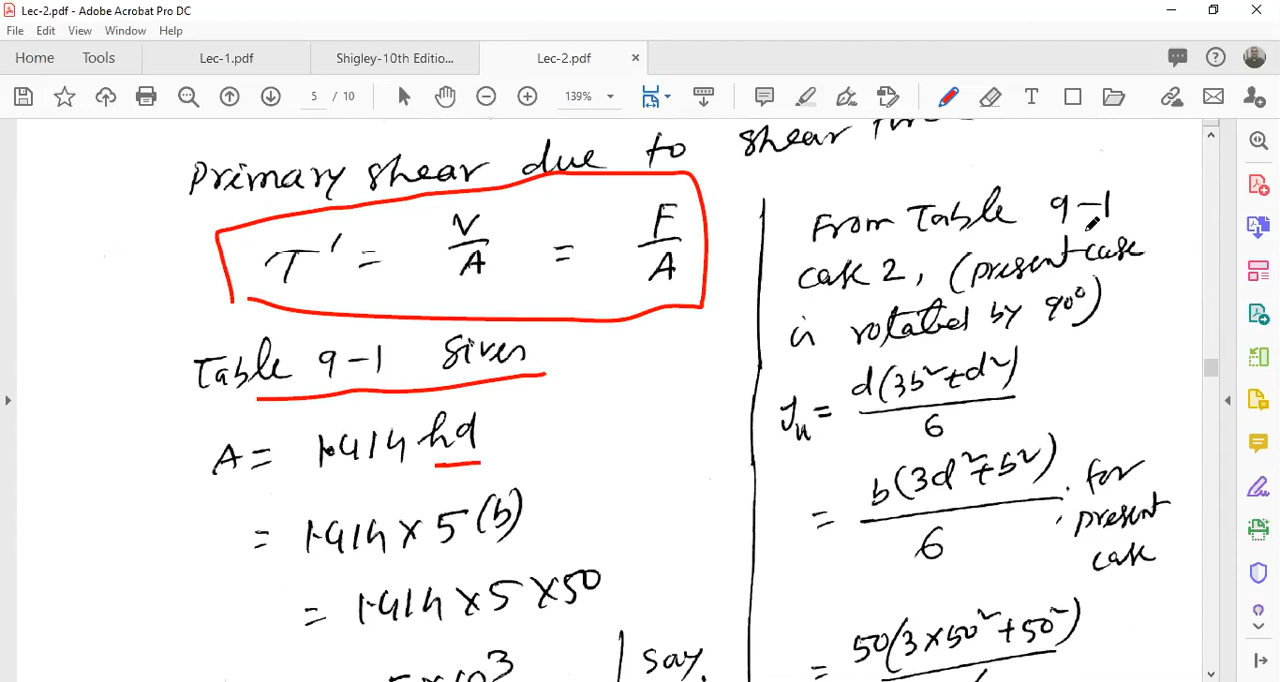 Lec-2.pdf - Adobe Acrobat Pro DC
File Edit View Window Help
Home Tools Lec-1.pdf Shigley-10th Editio... Lec-2.pdf ×
5 / 10 139%
Primary shear due to shear
τ' = V/A = F/A
Table 9-1 Gives
A = 1.414 hd
= 1.414 × 5 (b)
= 1.414 × 5 × 50
say.
From Table 9-1
case 2, (present case
is rotated by 90°)
Ju = d(3b²+d²)/6
= b(3d²+b²)/6 . for present case
= 50(3×50²+50²)